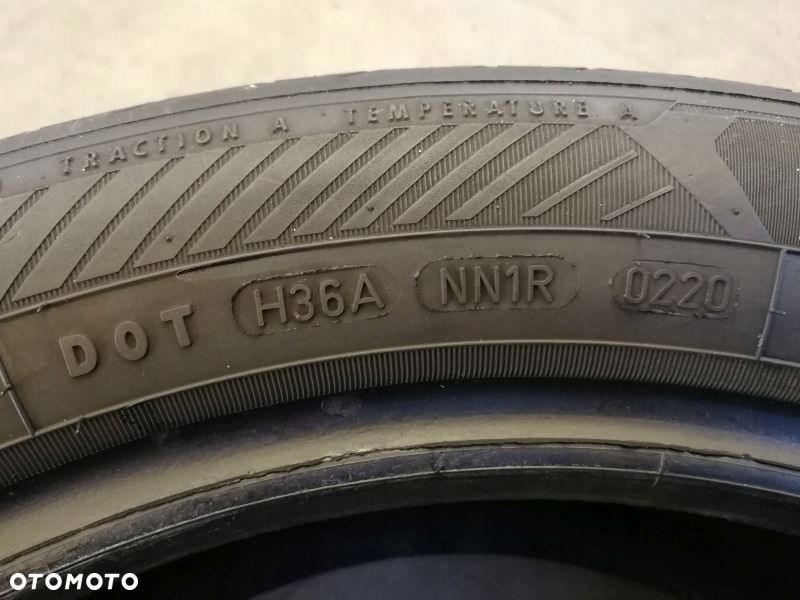 TRACTION A TEMPERATURE A
DOT H36A NN1R 0220
OTOMOTO